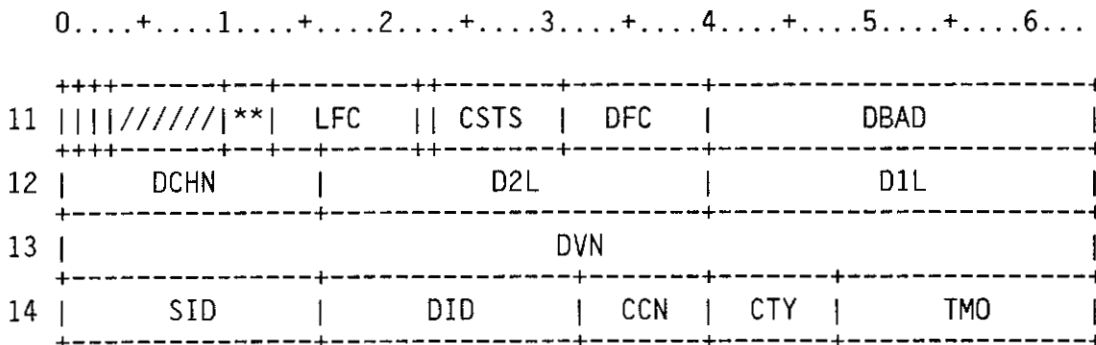 0....+....1....+....2....+....3....+....4....+....5....+....6...
++++------+--+--------++-------+--------+-----------------------+
11 ||||//////|**| LFC || CSTS | DFC | DBAD |
++++------+--+--+-----++-------+--------+-----------------------+
12 | DCHN | D2L | D1L |
+---------------+-----------------------+-----------------------+
13 | DVN |
+---------------+---------------+-------+-------+---------------+
14 | SID | DID | CCN | CTY | TMO |
+---------------+---------------+-------+-------+---------------+